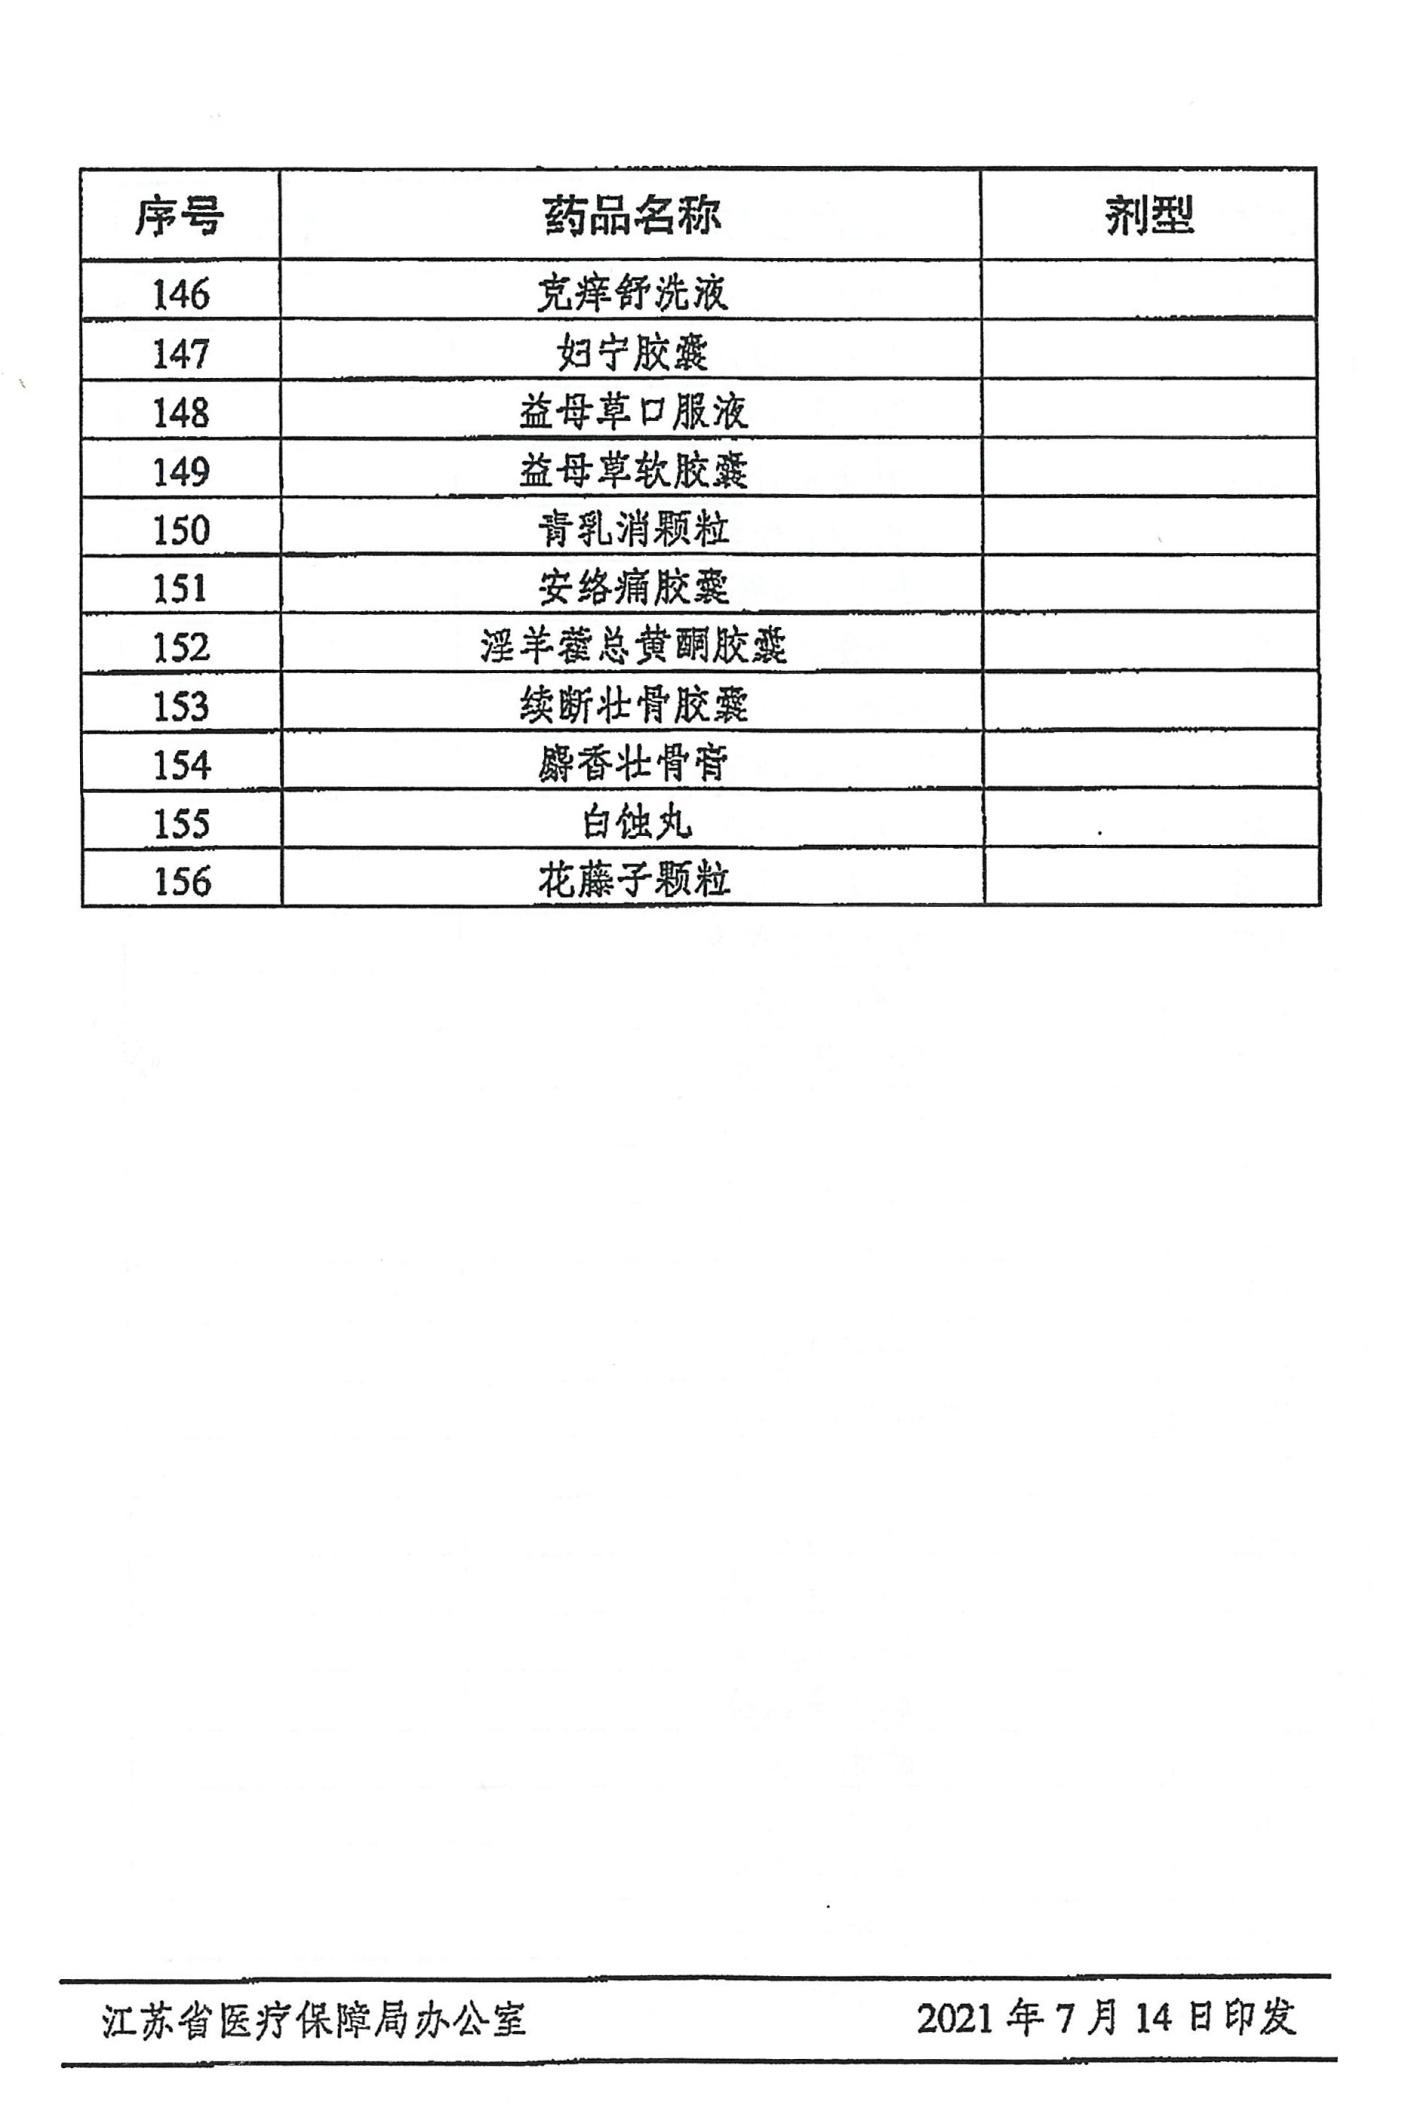 序号 药品名称 剂型
146 克痒舒洗液
147 妇宁胶囊
148 益母草口服液
149 益母草软胶囊
150 青乳消颗粒
151 安络痛胶囊
152 淫羊藿总黄酮胶囊
153 续断壮骨胶囊
154 麝香壮骨膏
155 白蚀丸
156 花藤子颗粒
江苏省医疗保障局办公室 2021年7月14日印发